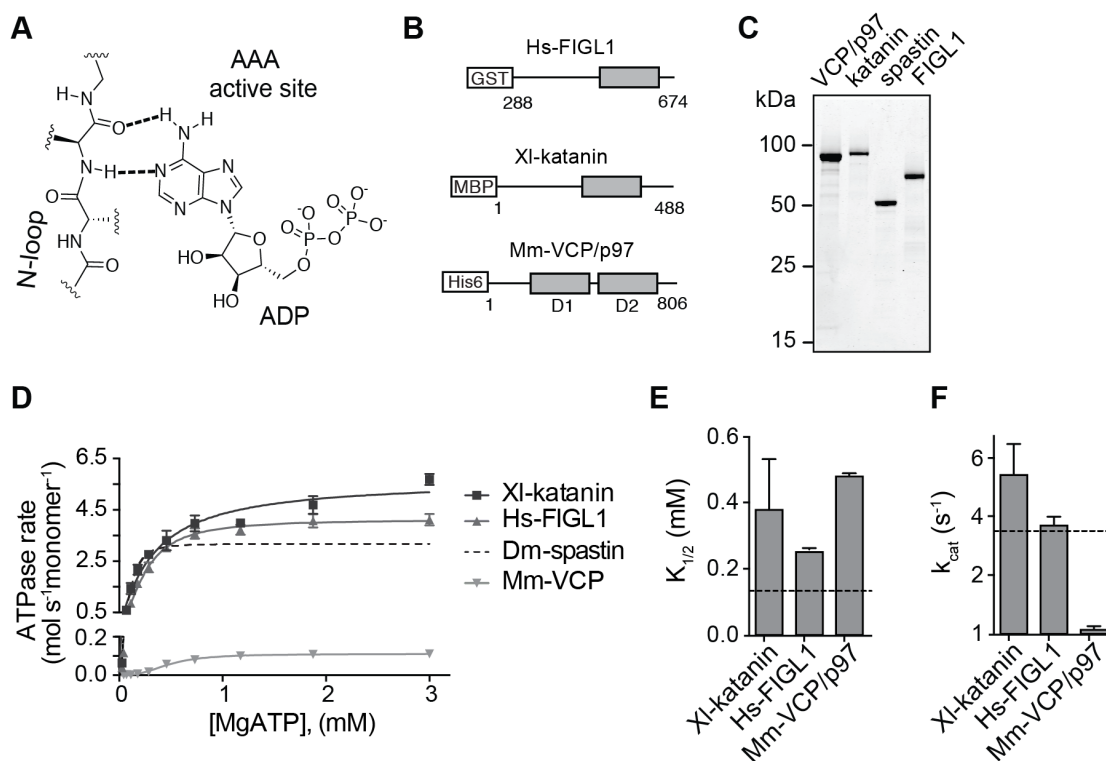 A
AAA
active site
N-loop
H
N
H
H
O
N
N
H
N
N
N
N
O
HN
O
HO
HO
O
O
O
P
O-
O-
O
O
P
O-
ADP
B
Hs-FIGL1
GST
288
674
Xl-katanin
MBP
1
488
Mm-VCP/p97
His6
1
D1
D2
806
C
VCP/p97
katanin
spastin
FIGL1
kDa
100
50
25
15
D
ATPase rate
(mol s⁻¹monomer⁻¹)
6.5
4.5
2.5
0.5
0.2
0.0
0
1
2
3
[MgATP], (mM)
Xl-katanin
Hs-FIGL1
Dm-spastin
Mm-VCP
E
K1/2 (mM)
0.6
0.4
0.2
0.0
Xl-katanin
Hs-FIGL1
Mm-VCP/p97
F
kcat (s⁻¹)
6
4
2
1
Xl-katanin
Hs-FIGL1
Mm-VCP/p97